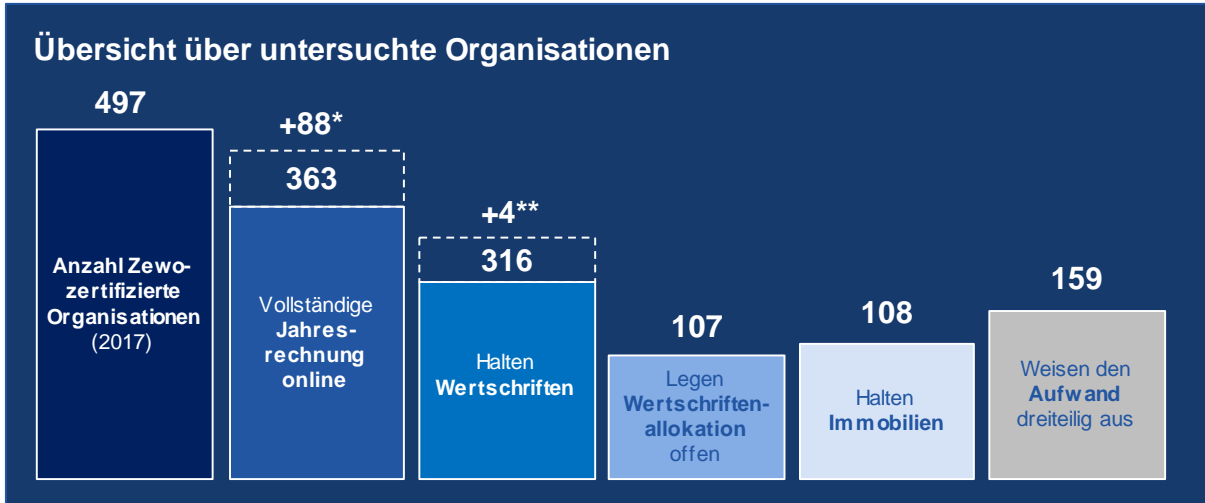 Übersicht über untersuchte Organisationen
497
Anzahl Zewo-
zertifizierte
Organisationen
(2017)
+88*
363
Vollständige
Jahres-
rechnung
online
+4**
316
Halten
Wertschriften
107
Legen
Wertschriften-
allokation
offen
108
Halten
Immobilien
159
Weisen den
Aufwand
dreiteilig aus